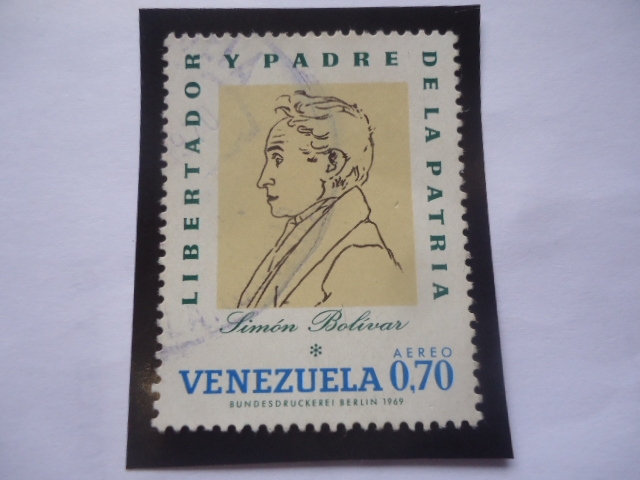 LIBERTADOR Y PADRE DE LA PATRIA
Simón Bolívar
*
AEREO
VENEZUELA 0,70
BUNDESDRUCKEREI BERLIN 1969